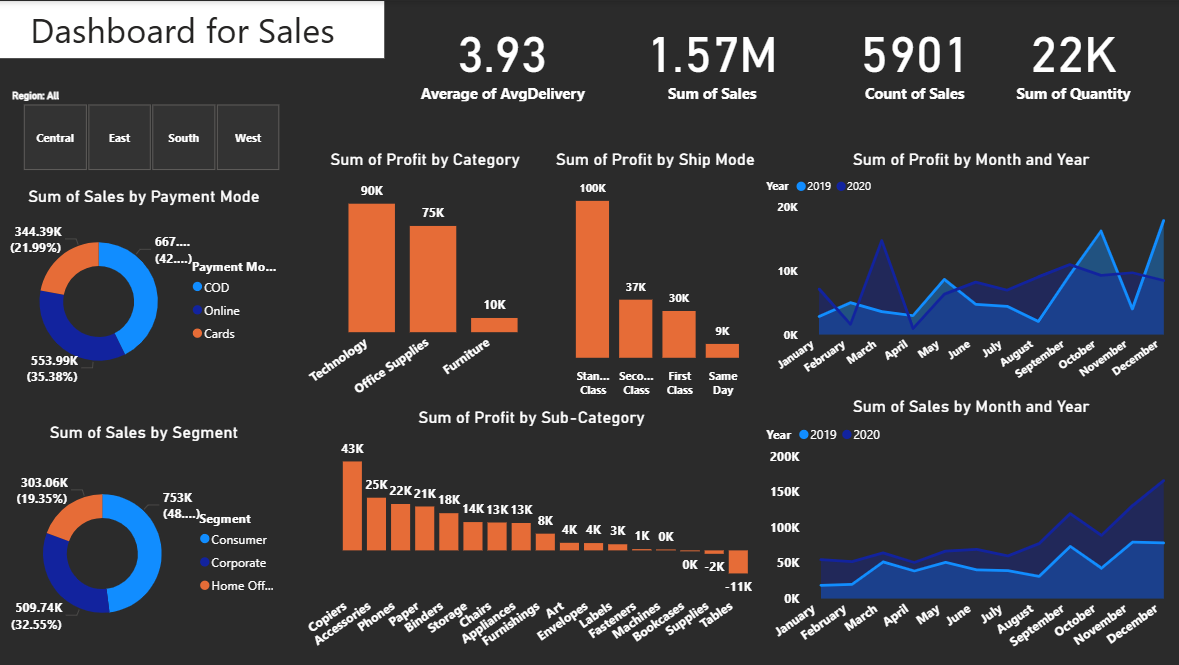 Dashboard for Sales
3.93
Average of AvgDelivery
1.57M
Sum of Sales
5901
Count of Sales
22K
Sum of Quantity
Region: All
Central
East
South
West
Sum of Sales by Payment Mode
344.39K
(21.99%)
667....
(42....)
553.99K
(35.38%)
Payment Mo...
COD
Online
Cards
Sum of Profit by Category
90K
75K
10K
Technology
Office Supplies
Furniture
Sum of Profit by Ship Mode
100K
37K
30K
9K
Stan...
Class
Seco...
Class
First
Class
Same
Day
Sum of Profit by Month and Year
Year 2019 2020
20K
10K
0K
January
February
March
April
May
June
July
August
September
October
November
December
Sum of Sales by Segment
303.06K
(19.35%)
753K
(48....)
509.74K
(32.55%)
Segment
Consumer
Corporate
Home Off...
Sum of Profit by Sub-Category
43K
25K
22K
21K
18K
14K
13K
13K
8K
4K
4K
3K
1K
0K
0K
-2K
-11K
Copiers
Accessories
Phones
Paper
Binders
Storage
Chairs
Appliances
Furnishings
Art
Envelopes
Labels
Fasteners
Machines
Bookcases
Supplies
Tables
Sum of Sales by Month and Year
Year 2019 2020
200K
150K
100K
50K
0K
January
February
March
April
May
June
July
August
September
October
November
December